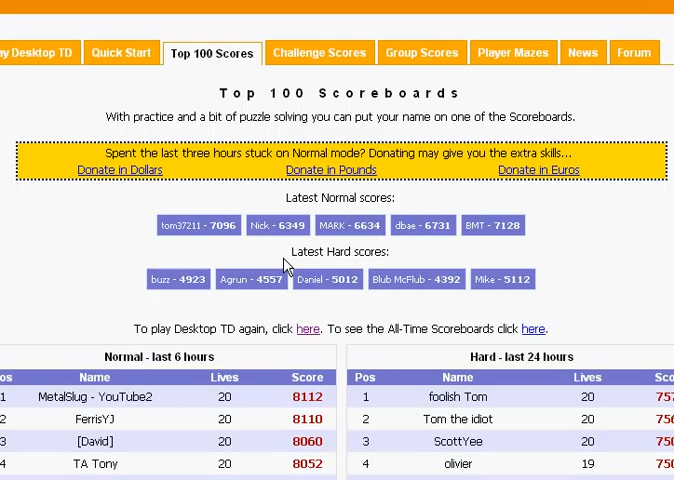 ay Desktop TD Quick Start Top 100 Scores Challenge Scores Group Scores Player Mazes News Forum
Top 100 Scoreboards
With practice and a bit of puzzle solving you can put your name on one of the Scoreboards.
Spent the last three hours stuck on Normal mode? Donating may give you the extra skills...
Donate in Dollars Donate in Pounds Donate in Euros
Latest Normal scores:
tom37211 - 7096 Nick - 6349 MARK - 6634 dbae - 6731 BMT - 7128
Latest Hard scores:
buzz - 4923 Agrun - 4557 Daniel - 5012 Blub McFlub - 4392 Mike - 5112
To play Desktop TD again, click here. To see the All-Time Scoreboards click here.
Normal - last 6 hours
os Name Lives Score
1 MetalSlug - YouTube2 20 8112
2 FerrisYJ 20 8110
3 [David] 20 8060
4 TA Tony 20 8052
Hard - last 24 hours
Pos Name Lives Sco
1 foolish Tom 20 757
2 Tom the idiot 20 756
3 ScottYee 20 750
4 olivier 19 750